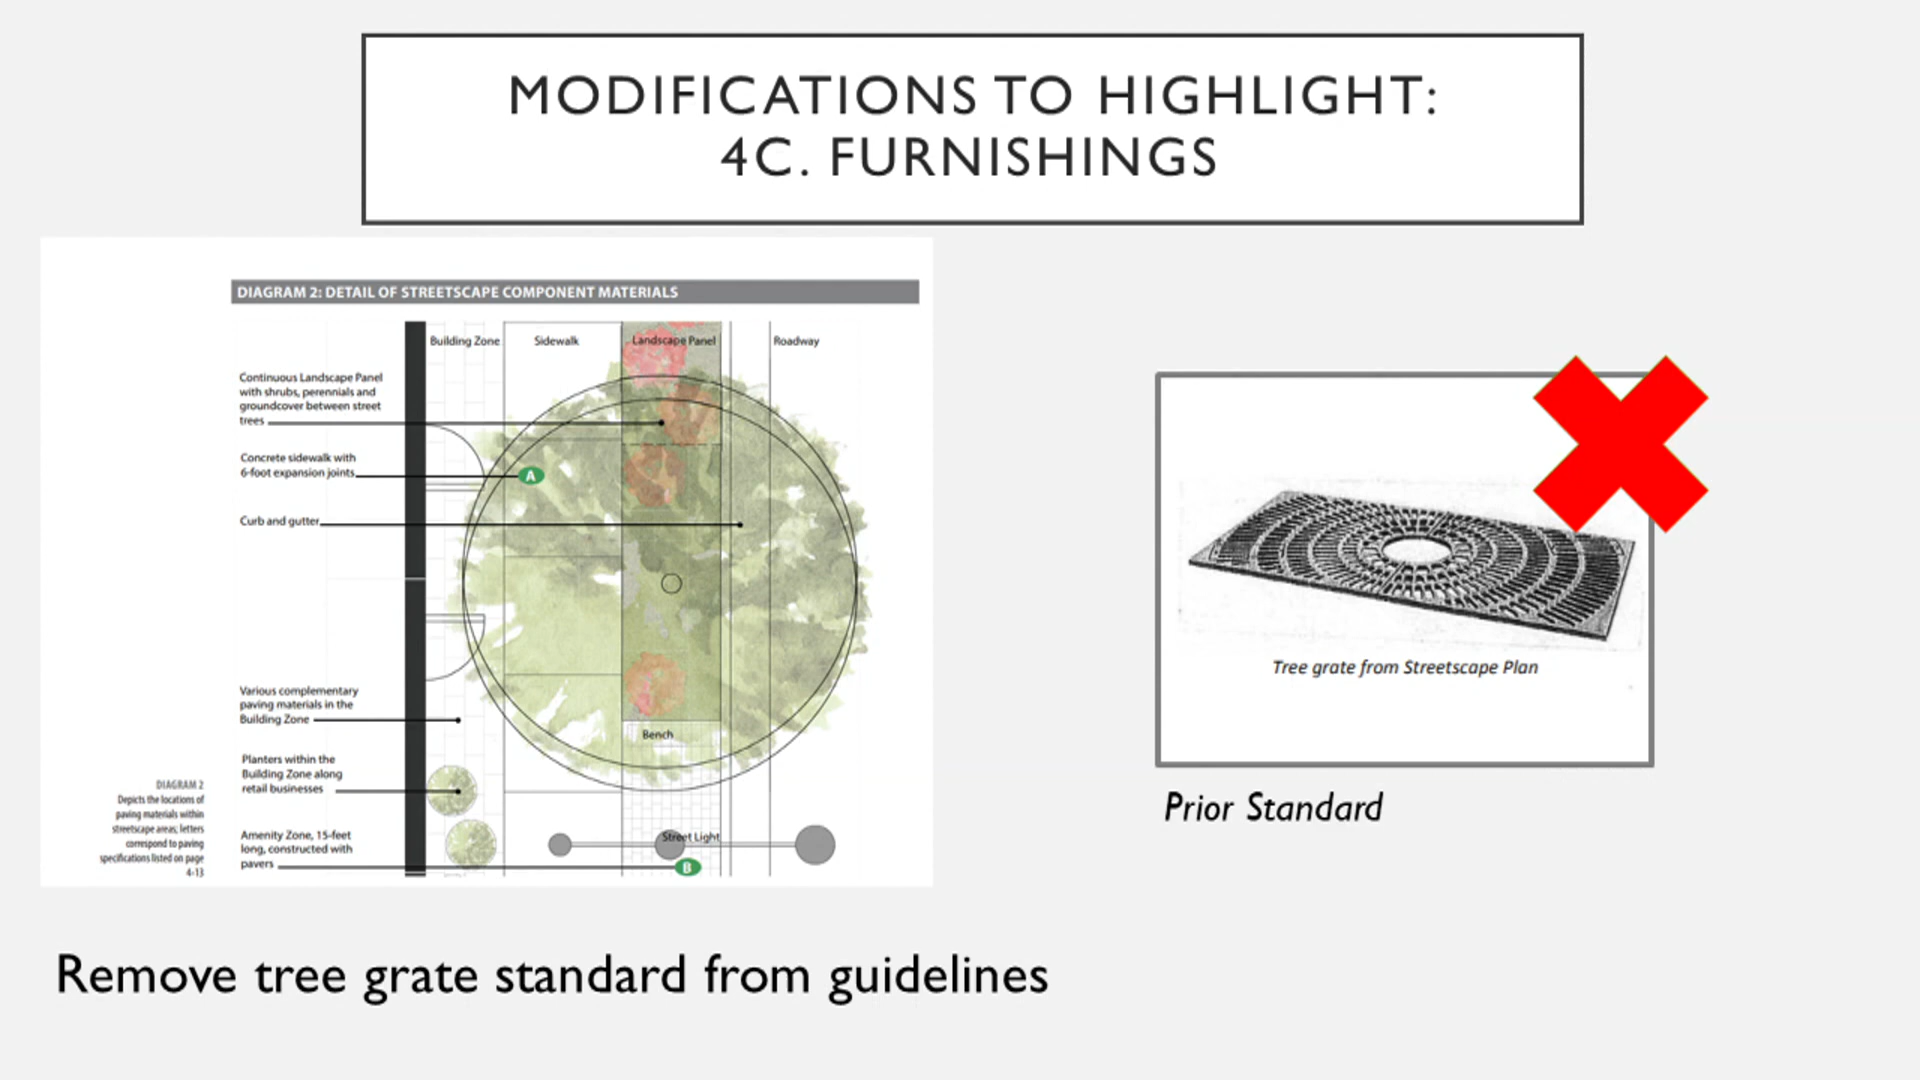 MODIFICATIONS TO HIGHLIGHT:
4C. FURNISHINGS
DIAGRAM 2: DETAIL OF STREETSCAPE COMPONENT MATERIALS
Building Zone
Sidewalk
Landscape Panel
Roadway
Continuous Landscape Panel
with shrubs, perennials and
groundcover between street
trees
Concrete sidewalk with
6-foot expansion joints
A
Curb and gutter
Various complementary
paving materials in the
Building Zone
Bench
Planters within the
Building Zone along
retail businesses
Amenity Zone, 15-feet
long, constructed with
pavers
Street Light
B
DIAGRAM 2
Depicts the locations of
paving materials within
streetscape areas; letters
correspond to paving
specifications listed on page
4-13
Tree grate from Streetscape Plan
Prior Standard
Remove tree grate standard from guidelines